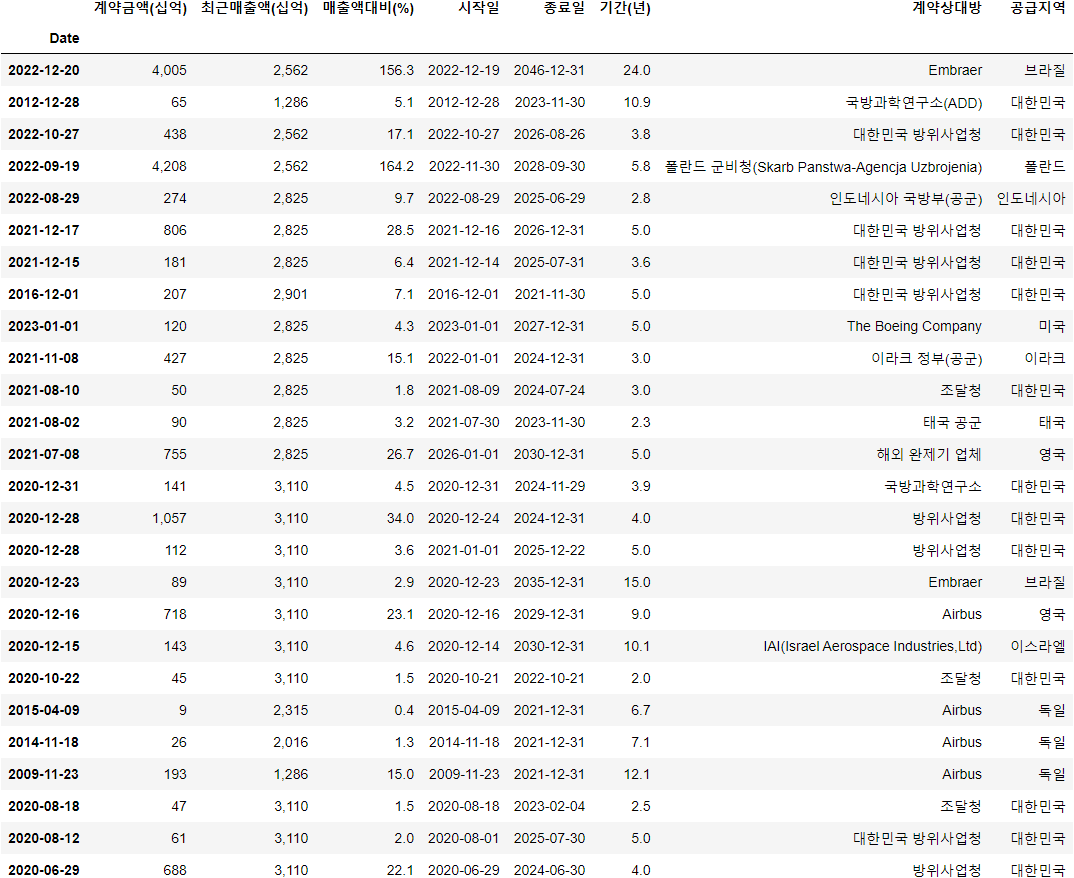 계약금액(십억) 최근매출액(십억) 매출액대비(%) 시작일 종료일 기간(년) 계약상대방 공급지역
Date
2022-12-20 4,005 2,562 156.3 2022-12-19 2046-12-31 24.0 Embraer 브라질
2012-12-28 65 1,286 5.1 2012-12-28 2023-11-30 10.9 국방과학연구소(ADD) 대한민국
2022-10-27 438 2,562 17.1 2022-10-27 2026-08-26 3.8 대한민국 방위사업청 대한민국
2022-09-19 4,208 2,562 164.2 2022-11-30 2028-09-30 5.8 폴란드 군비청(Skarb Panstwa-Agencja Uzbrojenia) 폴란드
2022-08-29 274 2,825 9.7 2022-08-29 2025-06-29 2.8 인도네시아 국방부(공군) 인도네시아
2021-12-17 806 2,825 28.5 2021-12-16 2026-12-31 5.0 대한민국 방위사업청 대한민국
2021-12-15 181 2,825 6.4 2021-12-14 2025-07-31 3.6 대한민국 방위사업청 대한민국
2016-12-01 207 2,901 7.1 2016-12-01 2021-11-30 5.0 대한민국 방위사업청 대한민국
2023-01-01 120 2,825 4.3 2023-01-01 2027-12-31 5.0 The Boeing Company 미국
2021-11-08 427 2,825 15.1 2022-01-01 2024-12-31 3.0 이라크 정부(공군) 이라크
2021-08-10 50 2,825 1.8 2021-08-09 2024-07-24 3.0 조달청 대한민국
2021-08-02 90 2,825 3.2 2021-07-30 2023-11-30 2.3 태국 공군 태국
2021-07-08 755 2,825 26.7 2026-01-01 2030-12-31 5.0 해외 완제기 업체 영국
2020-12-31 141 3,110 4.5 2020-12-31 2024-11-29 3.9 국방과학연구소 대한민국
2020-12-28 1,057 3,110 34.0 2020-12-24 2024-12-31 4.0 방위사업청 대한민국
2020-12-28 112 3,110 3.6 2021-01-01 2025-12-22 5.0 방위사업청 대한민국
2020-12-23 89 3,110 2.9 2020-12-23 2035-12-31 15.0 Embraer 브라질
2020-12-16 718 3,110 23.1 2020-12-16 2029-12-31 9.0 Airbus 영국
2020-12-15 143 3,110 4.6 2020-12-14 2030-12-31 10.1 IAI(Israel Aerospace Industries,Ltd) 이스라엘
2020-10-22 45 3,110 1.5 2020-10-21 2022-10-21 2.0 조달청 대한민국
2015-04-09 9 2,315 0.4 2015-04-09 2021-12-31 6.7 Airbus 독일
2014-11-18 26 2,016 1.3 2014-11-18 2021-12-31 7.1 Airbus 독일
2009-11-23 193 1,286 15.0 2009-11-23 2021-12-31 12.1 Airbus 독일
2020-08-18 47 3,110 1.5 2020-08-18 2023-02-04 2.5 조달청 대한민국
2020-08-12 61 3,110 2.0 2020-08-01 2025-07-30 5.0 대한민국 방위사업청 대한민국
2020-06-29 688 3,110 22.1 2020-06-29 2024-06-30 4.0 방위사업청 대한민국